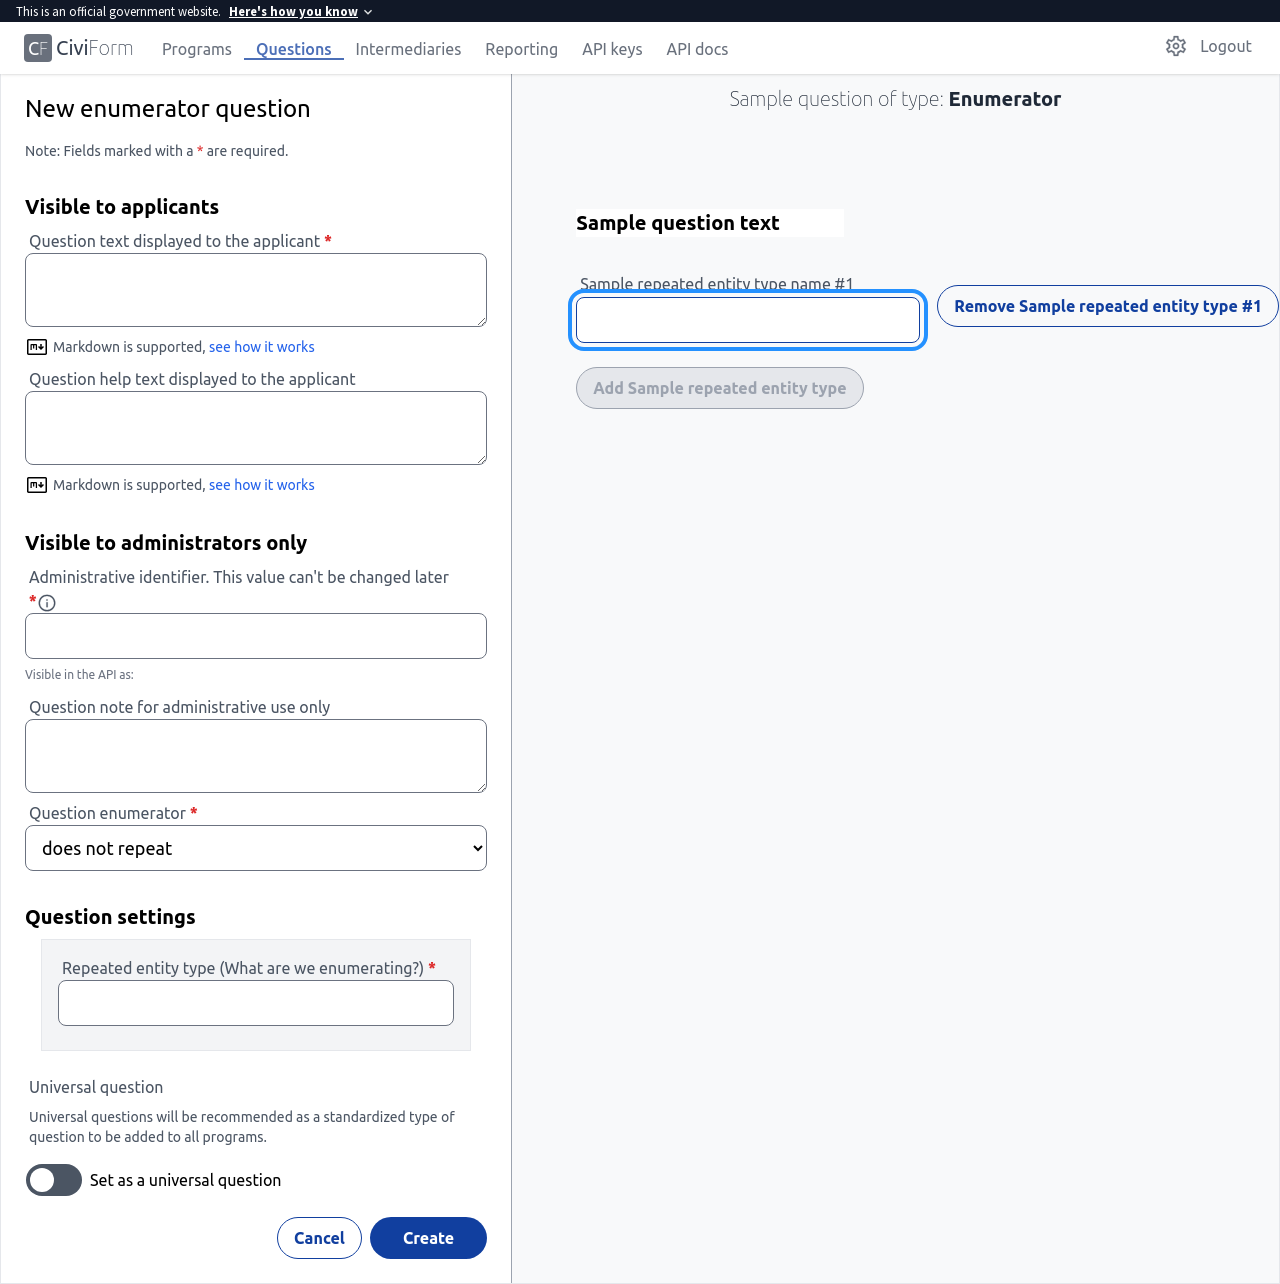 This is an official government website. Here's how you know
CF CiviForm Programs Questions Intermediaries Reporting API keys API docs Logout
New enumerator question
Note: Fields marked with a * are required.
Visible to applicants
Question text displayed to the applicant *
Markdown is supported, see how it works
Question help text displayed to the applicant
Markdown is supported, see how it works
Visible to administrators only
Administrative identifier. This value can't be changed later
*
Visible in the API as:
Question note for administrative use only
Question enumerator *
does not repeat
Question settings
Repeated entity type (What are we enumerating?) *
Universal question
Universal questions will be recommended as a standardized type of
question to be added to all programs.
Set as a universal question
Cancel Create
Sample question of type: Enumerator
Sample question text
Sample repeated entity type name #1
Remove Sample repeated entity type #1
Add Sample repeated entity type